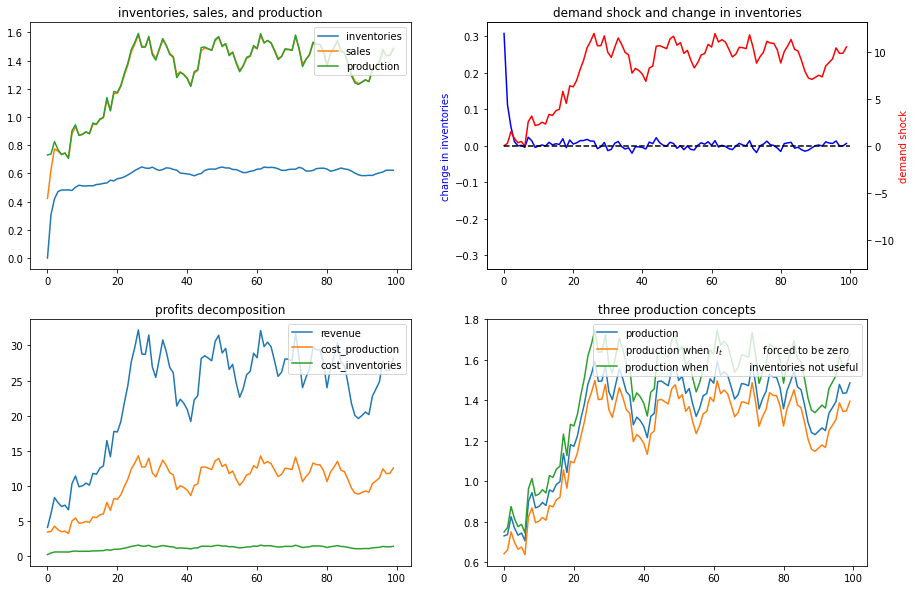 inventories, sales, and production
1.6
1.4
1.2
1.0
0.8
0.6
0.4
0.2
0.0
0 20 40 60 80 100
inventories
sales
production
demand shock and change in inventories
change in inventories
0.3
0.2
0.1
0.0
−0.1
−0.2
−0.3
0 20 40 60 80 100
10
5
0
−5
−10
demand shock
profits decomposition
30
25
20
15
10
5
0
0 20 40 60 80 100
revenue
cost_production
cost_inventories
three production concepts
1.8
1.6
1.4
1.2
1.0
0.8
0.6
0 20 40 60 80 100
production
production when I_t forced to be zero
production when inventories not useful